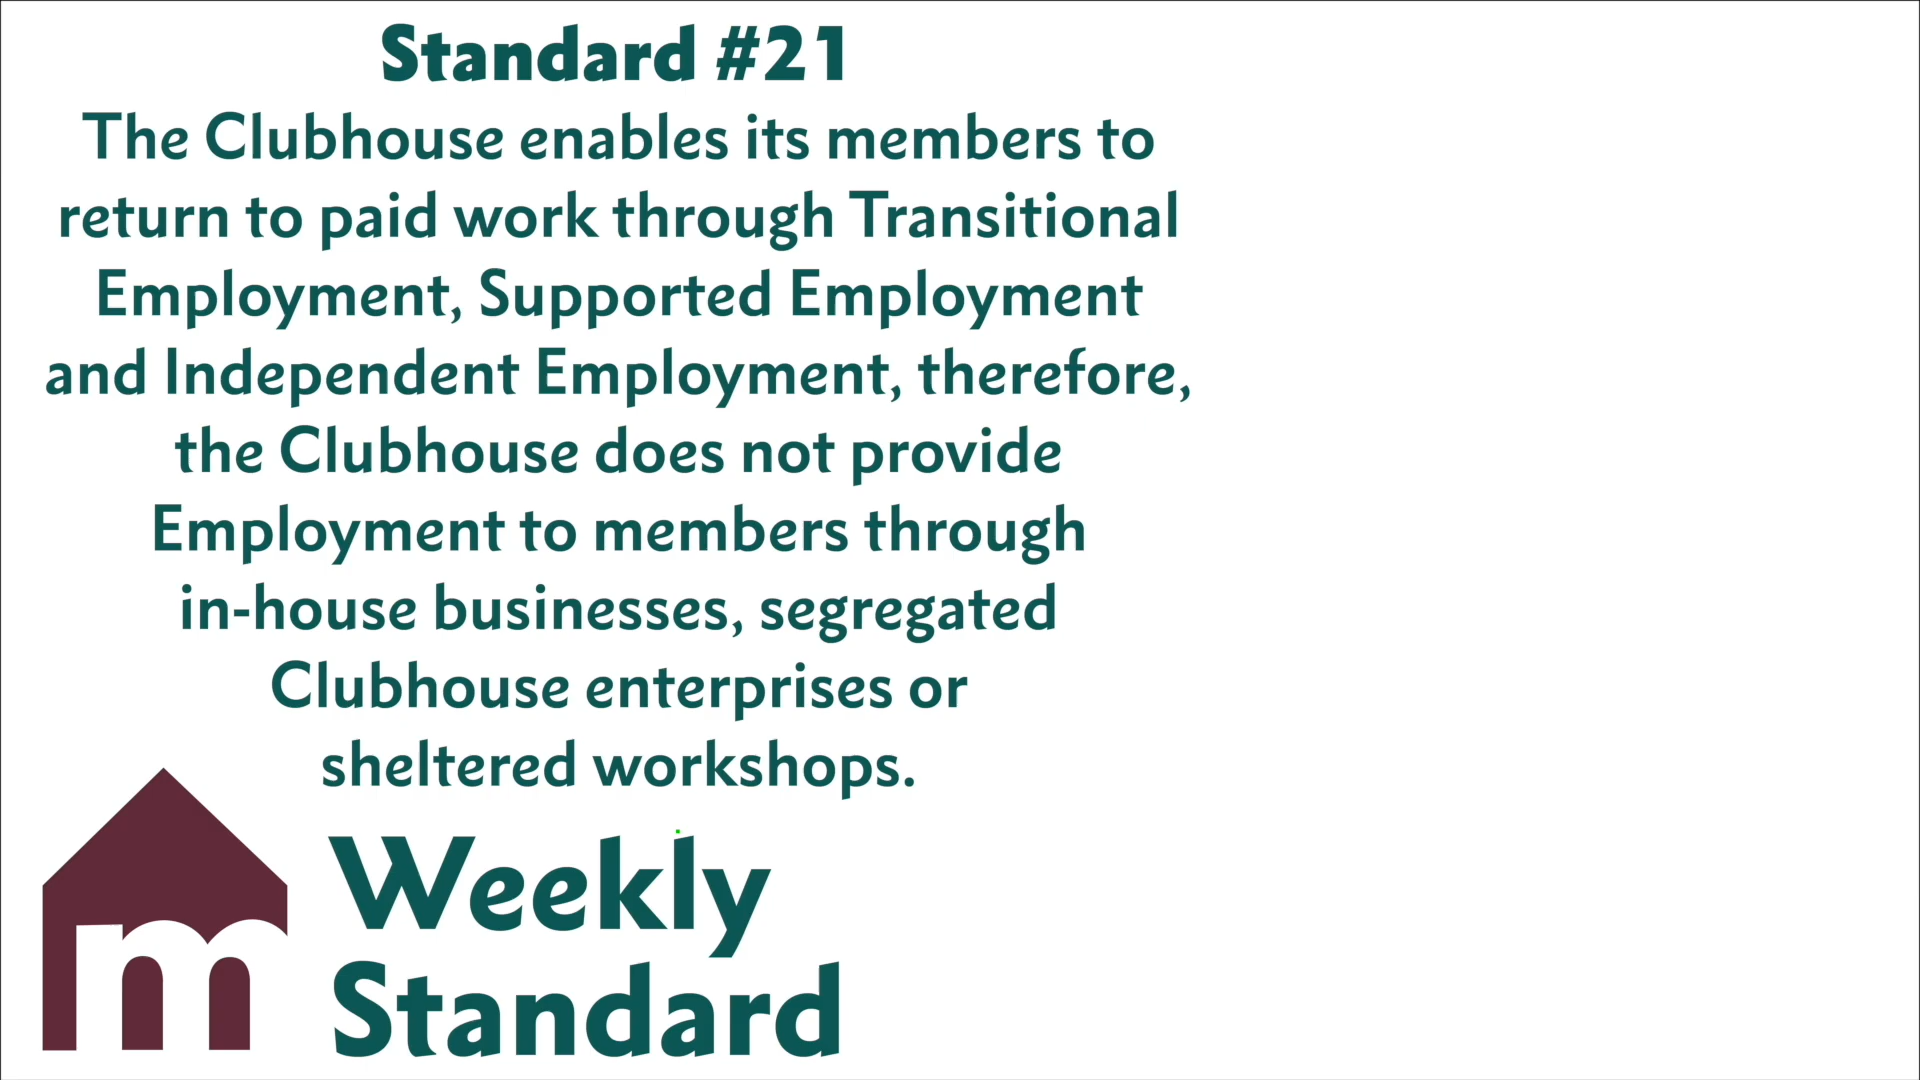 Standard #21
The Clubhouse enables its members to
return to paid work through Transitional
Employment, Supported Employment
and Independent Employment, therefore,
the Clubhouse does not provide
Employment to members through
in-house businesses, segregated
Clubhouse enterprises or
sheltered workshops.
m
Weekly
Standard